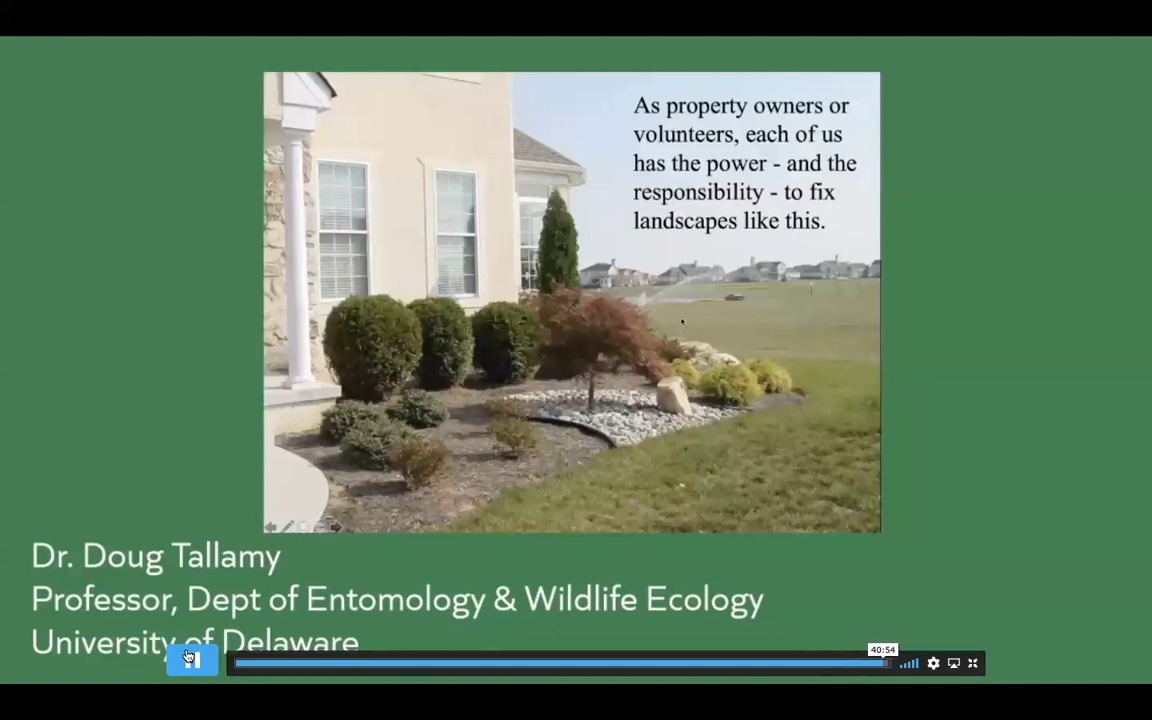 As property owners or
volunteers, each of us
has the power - and the
responsibility - to fix
landscapes like this.
Dr. Doug Tallamy
Professor, Dept of Entomology & Wildlife Ecology
University of Delaware
40:54